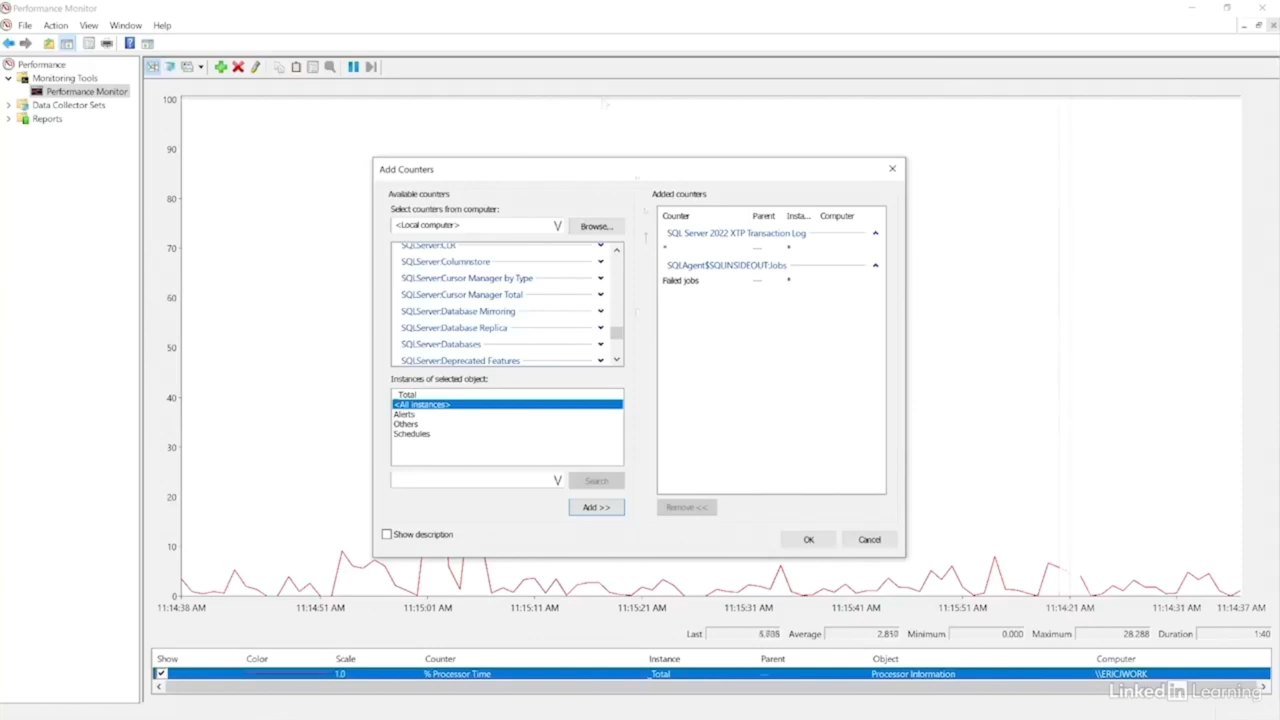 Performance Monitor
File Action View Window Help
Performance
Monitoring Tools
Performance Monitor
Data Collector Sets
Reports
100
90
80
70
60
50
40
30
20
10
0
11:14:38 AM 11:14:51 AM 11:15:01 AM 11:15:11 AM 11:15:21 AM 11:15:31 AM 11:15:41 AM 11:15:51 AM 11:14:21 AM 11:14:31 AM 11:14:37 AM
Add Counters
Available counters
Select counters from computer:
<Local computer>
Browse...
SQLServer:CLR
SQLServer:Columnstore
SQLServer:Cursor Manager by Type
SQLServer:Cursor Manager Total
SQLServer:Database Mirroring
SQLServer:Database Replica
SQLServer:Databases
SQLServer:Deprecated Features
Instances of selected object:
_Total
<All instances>
Alerts
Others
Schedules
Search
Add >>
Show description
Added counters
Counter Parent Insta... Computer
SQL Server 2022 XTP Transaction Log
* --- *
SQLAgent$SQLINSIDEOUT:Jobs
Failed jobs --- *
Remove <<
OK Cancel
Last Average 2.810 Minimum 0.000 Maximum 28.288 Duration 1:40
Show Color Scale Counter Instance Parent Object Computer
1.0 % Processor Time _Total --- Processor Information \\ERICJWORK
LinkedIn Learning